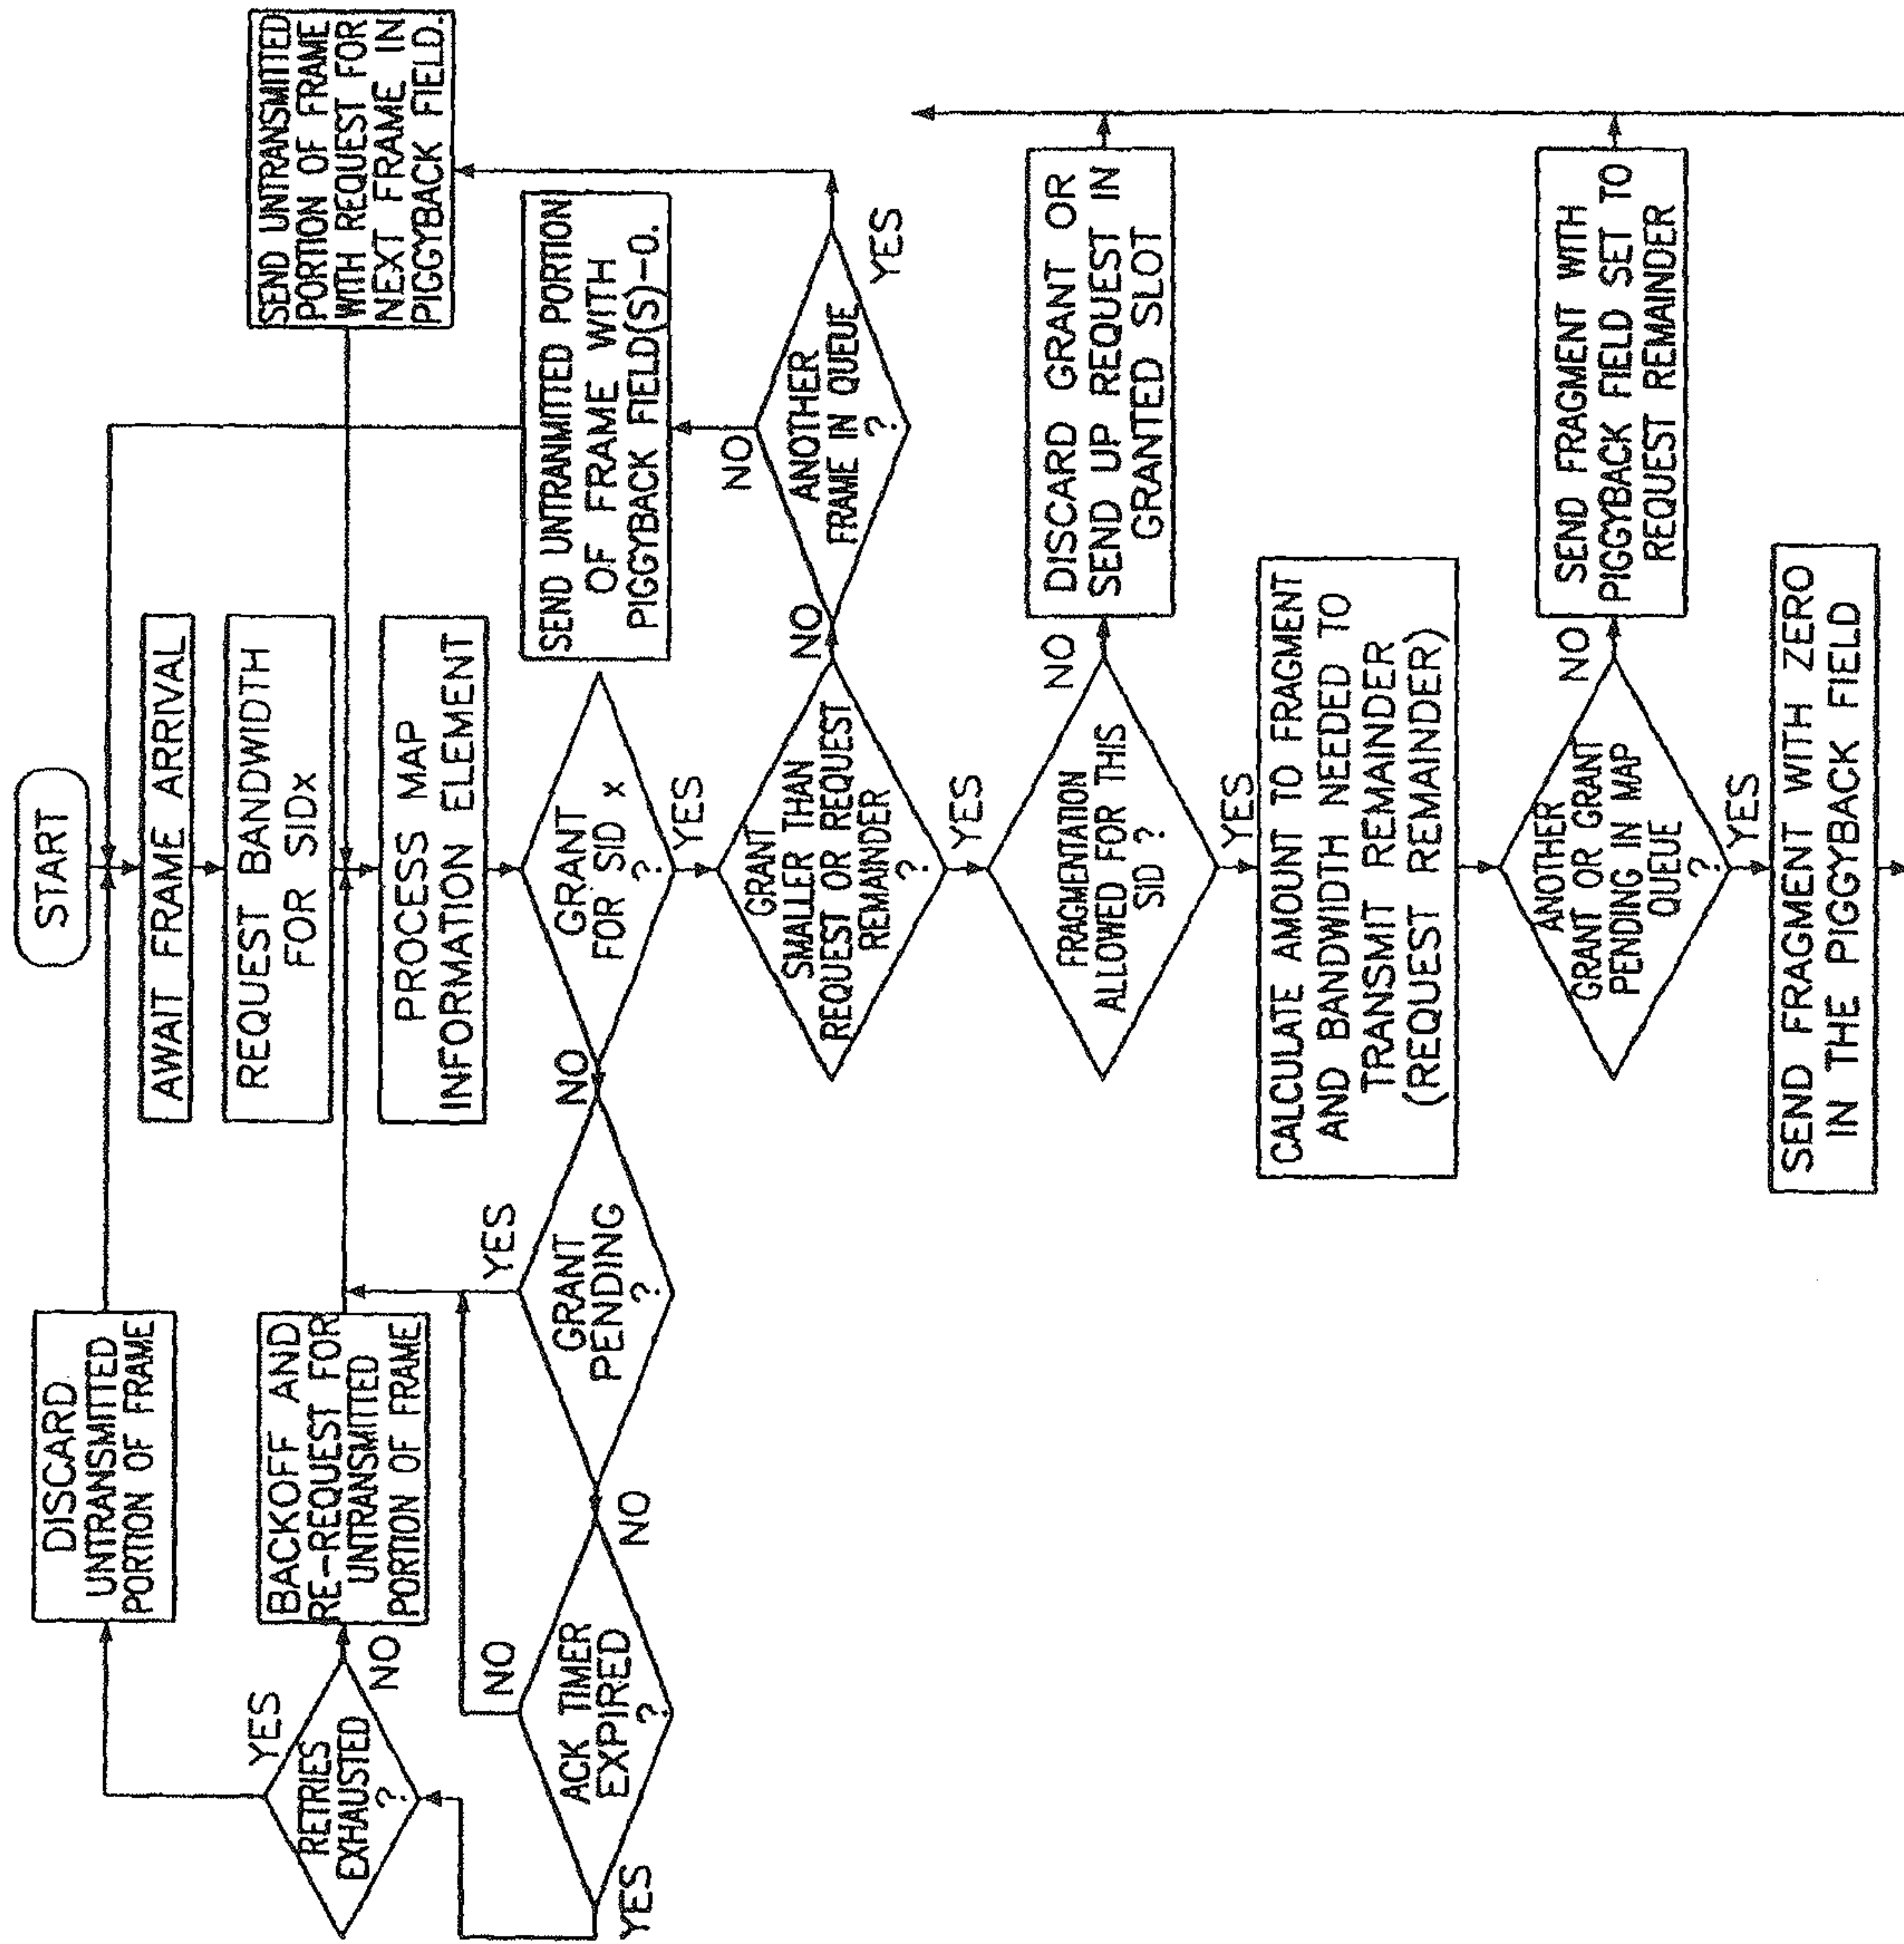 START
AWAIT FRAME ARRIVAL
REQUEST BANDWIDTH
FOR SIDx
PROCESS MAP
INFORMATION ELEMENT
GRANT
FOR SID x
?
NO
YES
GRANT
SMALLER THAN
REQUEST OR REQUEST
REMAINDER
?
NO
YES
FRAGMENTATION
ALLOWED FOR THIS
SID ?
NO
YES
CALCULATE AMOUNT TO FRAGMENT
AND BANDWIDTH NEEDED TO
TRANSMIT REMAINDER
(REQUEST REMAINDER)
ANOTHER
GRANT OR GRANT
PENDING IN MAP
QUEUE
?
NO
YES
SEND FRAGMENT WITH ZERO
IN THE PIGGYBACK FIELD
DISCARD
UNTRANSMITTED
PORTION OF FRAME
BACKOFF AND
RE-REQUEST FOR
UNTRANSMITTED
PORTION OF FRAME
YES
RETRIES
EXHAUSTED
?
NO
YES
GRANT
PENDING
?
NO
NO
ACK TIMER
EXPIRED
?
YES
SEND UNTRANSMITTED
PORTION OF FRAME
WITH REQUEST FOR
NEXT FRAME IN
PIGGYBACK FIELD.
SEND UNTRANMITTED PORTION
OF FRAME WITH
PIGGYBACK FIELD(S)-0.
NO
ANOTHER
FRAME IN QUEUE
?
YES
DISCARD GRANT OR
SEND UP REQUEST IN
GRANTED SLOT
SEND FRAGMENT WITH
PIGGYBACK FIELD SET TO
REQUEST REMAINDER